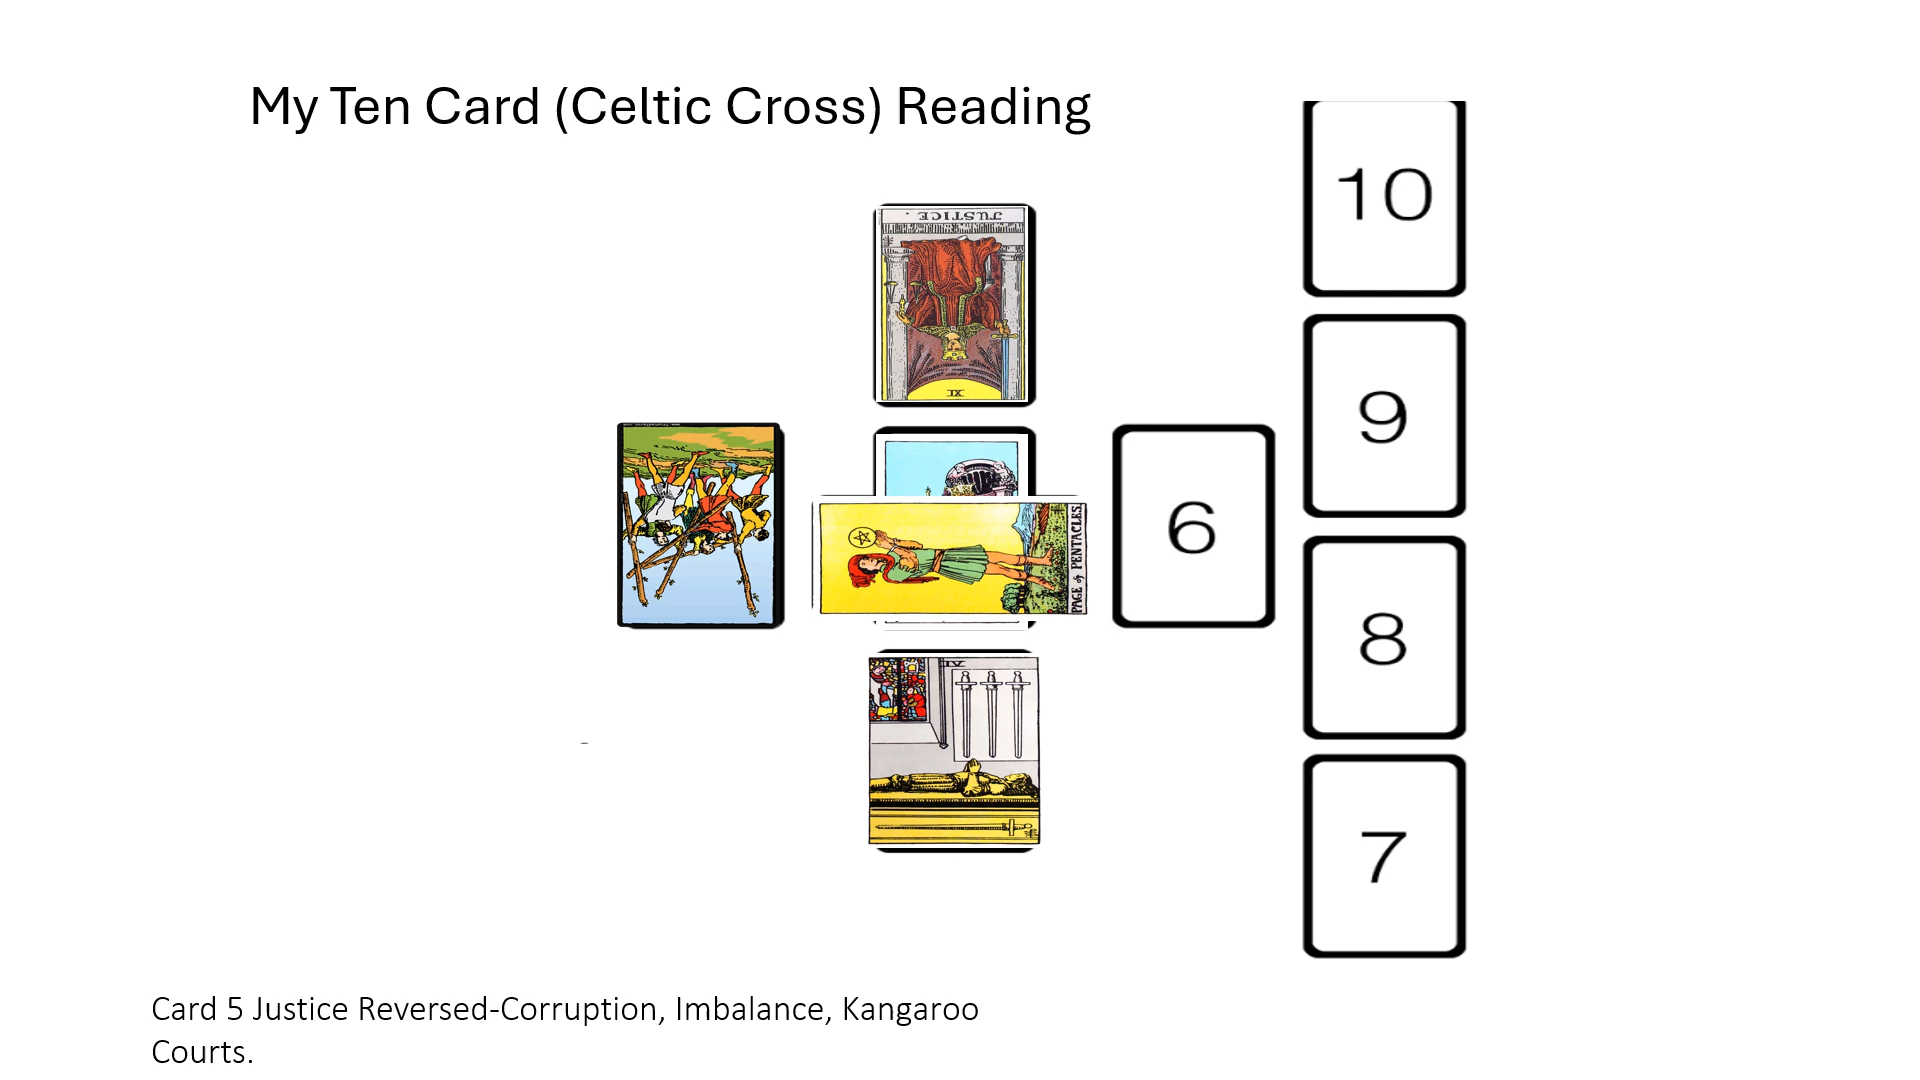 My Ten Card (Celtic Cross) Reading
10
JUSTICE.
XI
9
6
PAGE of PENTACLES.
8
IV
7
Card 5 Justice Reversed-Corruption, Imbalance, Kangaroo
Courts.